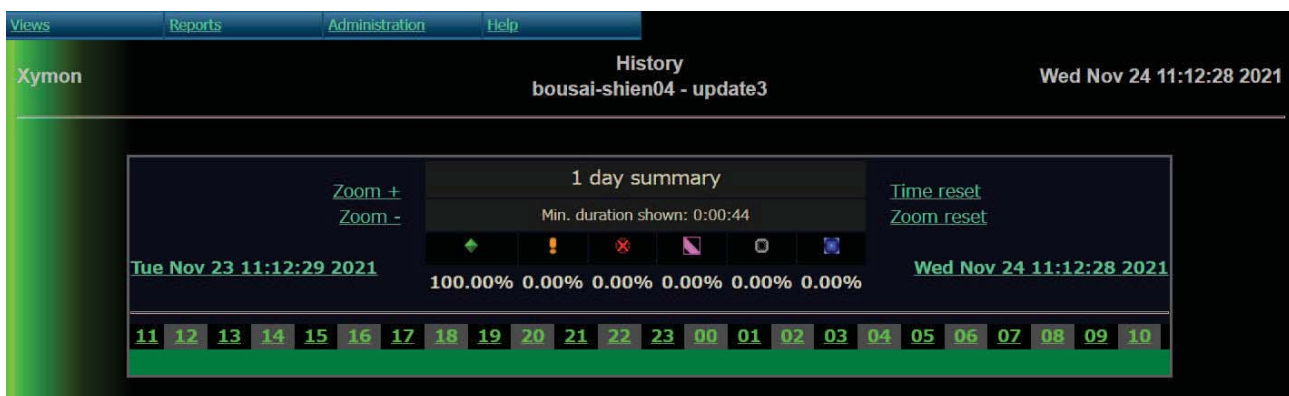 Views Reports Administration Help
Xymon
History
bousai-shien04 - update3
Wed Nov 24 11:12:28 2021
1 day summary
Zoom +
Zoom -
Min. duration shown: 0:00:44
Time reset
Zoom reset
Tue Nov 23 11:12:29 2021
100.00% 0.00% 0.00% 0.00% 0.00% 0.00%
Wed Nov 24 11:12:28 2021
11 12 13 14 15 16 17 18 19 20 21 22 23 00 01 02 03 04 05 06 07 08 09 10